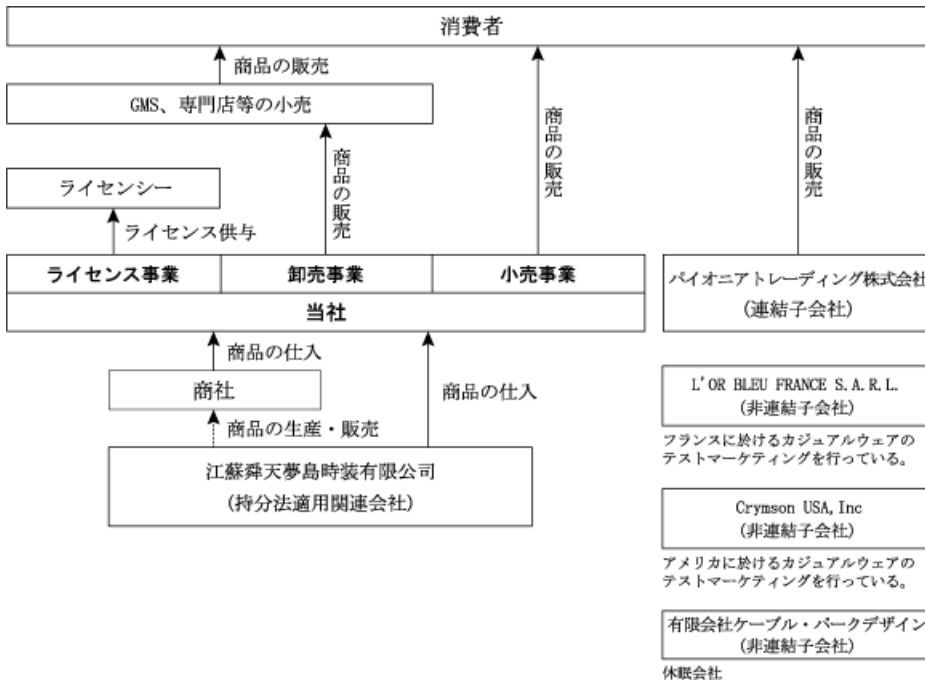 消費者
商品の販売
GMS、専門店等の小売
商品の販売
商品の販売
商品の販売
ライセンシー
ライセンス供与
ライセンス事業
卸売事業
小売事業
当社
パイオニアトレーディング株式会社
(連結子会社)
商品の仕入
商社
商品の仕入
商品の生産・販売
江蘇舜天夢島時装有限公司
(持分法適用関連会社)
L'OR BLEU FRANCE S.A.R.L.
(非連結子会社)
フランスに於けるカジュアルウェアの
テストマーケティングを行っている。
Crymson USA,Inc
(非連結子会社)
アメリカに於けるカジュアルウェアの
テストマーケティングを行っている。
有限会社ケーブル・パークデザイン
(非連結子会社)
休眠会社